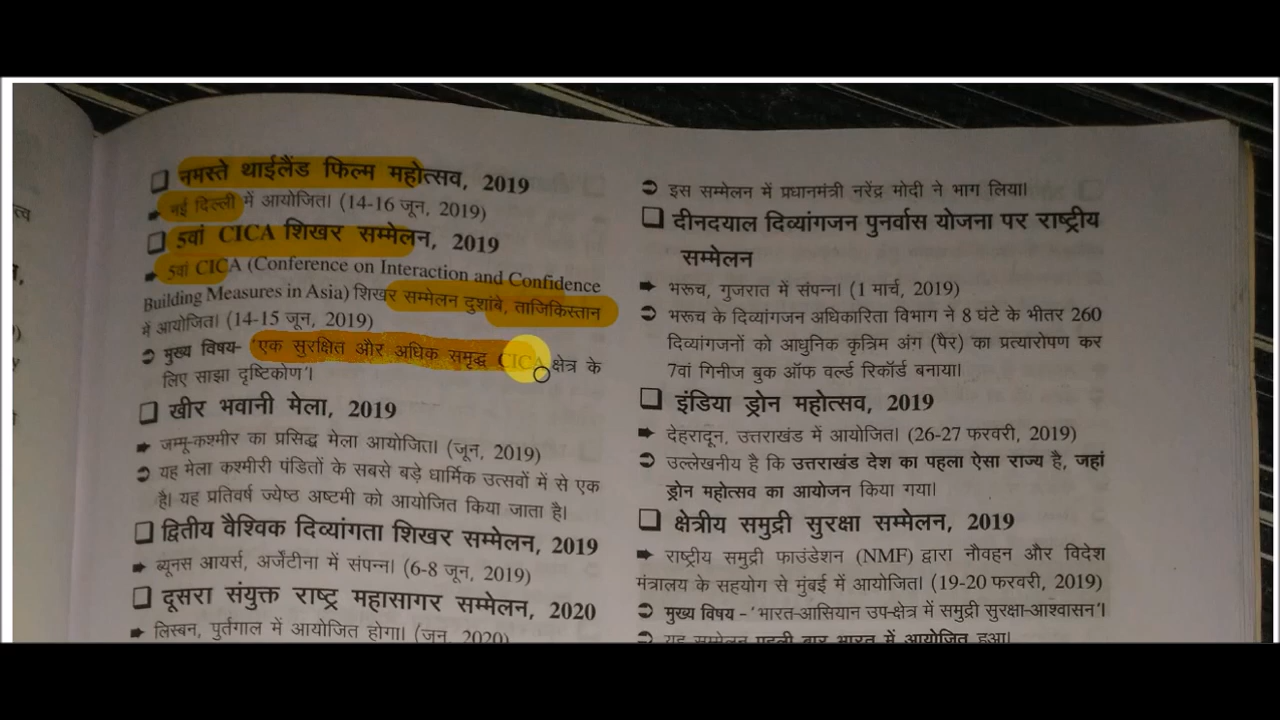 ❑ नमस्ते थाईलैंड फिल्म महोत्सव, 2019
➨ नई दिल्ली में आयोजित। (14-16 जून, 2019)
❑ 5वां CICA शिखर सम्मेलन, 2019
➨ 5वां CICA (Conference on Interaction and Confidence
Building Measures in Asia) शिखर सम्मेलन दुशांबे, ताजिकिस्तान
में आयोजित। (14-15 जून, 2019)
➲ मुख्य विषय- 'एक सुरक्षित और अधिक समृद्ध CICA क्षेत्र के
लिए साझा दृष्टिकोण'।
❑ खीर भवानी मेला, 2019
➨ जम्मू-कश्मीर का प्रसिद्ध मेला आयोजित। (जून, 2019)
➲ यह मेला कश्मीरी पंडितों के सबसे बड़े धार्मिक उत्सवों में से एक
है। यह प्रतिवर्ष ज्येष्ठ अष्टमी को आयोजित किया जाता है।
❑ द्वितीय वैश्विक दिव्यांगता शिखर सम्मेलन, 2019
➨ ब्यूनस आयर्स, अर्जेंटीना में संपन्न। (6-8 जून, 2019)
❑ दूसरा संयुक्त राष्ट्र महासागर सम्मेलन, 2020
➨ लिस्बन, पुर्तगाल में आयोजित होगा। (जून, 2020)
➲ इस सम्मेलन में प्रधानमंत्री नरेंद्र मोदी ने भाग लिया।
❑ दीनदयाल दिव्यांगजन पुनर्वास योजना पर राष्ट्रीय
सम्मेलन
➨ भरूच, गुजरात में संपन्न। (1 मार्च, 2019)
➲ भरूच के दिव्यांगजन अधिकारिता विभाग ने 8 घंटे के भीतर 260
दिव्यांगजनों को आधुनिक कृत्रिम अंग (पैर) का प्रत्यारोपण कर
7वां गिनीज बुक ऑफ वर्ल्ड रिकॉर्ड बनाया।
❑ इंडिया ड्रोन महोत्सव, 2019
➨ देहरादून, उत्तराखंड में आयोजित। (26-27 फरवरी, 2019)
➲ उल्लेखनीय है कि उत्तराखंड देश का पहला ऐसा राज्य है, जहां
ड्रोन महोत्सव का आयोजन किया गया।
❑ क्षेत्रीय समुद्री सुरक्षा सम्मेलन, 2019
➨ राष्ट्रीय समुद्री फाउंडेशन (NMF) द्वारा नौवहन और विदेश
मंत्रालय के सहयोग से मुंबई में आयोजित। (19-20 फरवरी, 2019)
➲ मुख्य विषय - 'भारत-आसियान उप-क्षेत्र में समुद्री सुरक्षा-आश्वासन'।
➲ यह सम्मेलन पहली बार भारत में आयोजित हुआ।